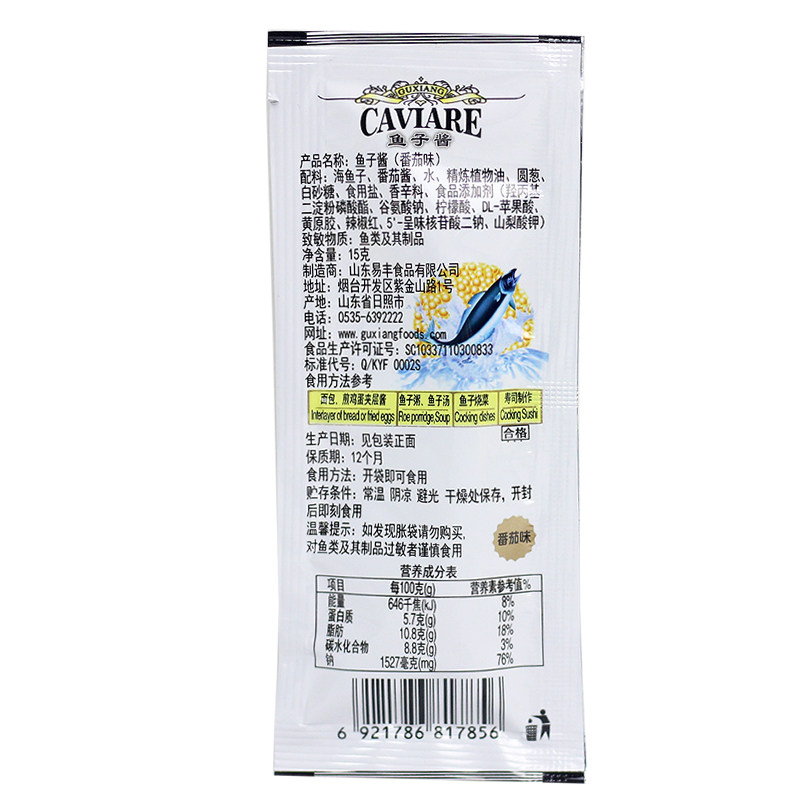 GUXIANG
CAVIARE
鱼子酱
产品名称：鱼子酱（番茄味）
配料：海鱼子、番茄酱、水、精炼植物油、圆葱、
白砂糖、食用盐、香辛料、食品添加剂（羟丙基
二淀粉磷酸酯、谷氨酸钠、柠檬酸、DL-苹果酸、
黄原胶、辣椒红、5'-呈味核苷酸二钠、山梨酸钾）
致敏物质：鱼类及其制品
净含量：15克
制造商：山东易丰食品有限公司
地址：烟台开发区紫金山路1号
产地：山东省日照市
电话：0535-6392222
网址：www.guxiangfoods.com
食品生产许可证号：SC10337110300833
标准代号：Q/KYF 0002S
食用方法参考
面包、煎鸡蛋夹层酱 鱼子粥、鱼子汤 鱼子烧菜 寿司制作
Interlayer of bread or fried eggs Roe porridge,Soup Cooking dishes Cooking Sushi
合格
生产日期：见包装正面
保质期：12个月
食用方法：开袋即可食用
贮存条件：常温 阴凉 避光 干燥处保存，开封
后即刻食用
温馨提示：如发现胀袋请勿购买，
对鱼类及其制品过敏者谨慎食用
番茄味
营养成分表
项目 每100克(g) 营养素参考值%
能量 646千焦(kJ) 8%
蛋白质 5.7克(g) 10%
脂肪 10.8克(g) 18%
碳水化合物 8.8克(g) 3%
钠 1527毫克(mg) 76%
6 921786 817856